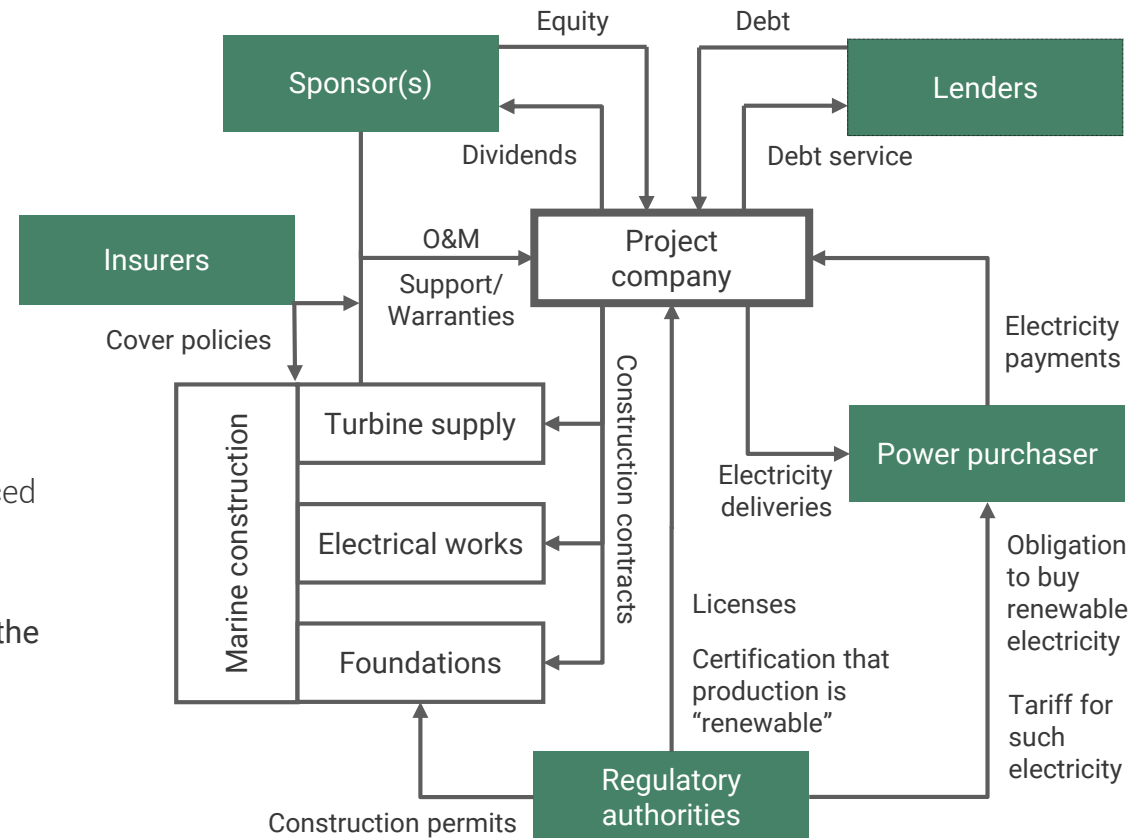 Equity
Debt
Sponsor(s)
Lenders
Dividends
Debt service
Insurers
O&M
Support/
Warranties
Project
company
Cover policies
Electricity
payments
Construction contracts
Marine construction
Turbine supply
Power purchaser
Electricity
deliveries
Electrical works
Obligation
to buy
renewable
electricity
Licenses
the
Foundations
Certification that
production is
“renewable”
Tariff for
such
electricity
Regulatory
authorities
Construction permits